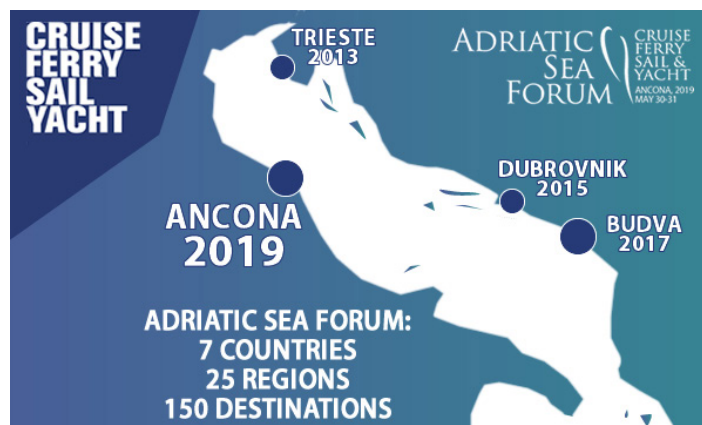 CRUISE
FERRY
SAIL
YACHT
TRIESTE
2013
ADRIATIC
SEA
FORUM
CRUISE
FERRY
SAIL &
YACHT
ANCONA, 2019
MAY 30-31
DUBROVNIK
2015
BUDVA
2017
ANCONA
2019
ADRIATIC SEA FORUM:
7 COUNTRIES
25 REGIONS
150 DESTINATIONS